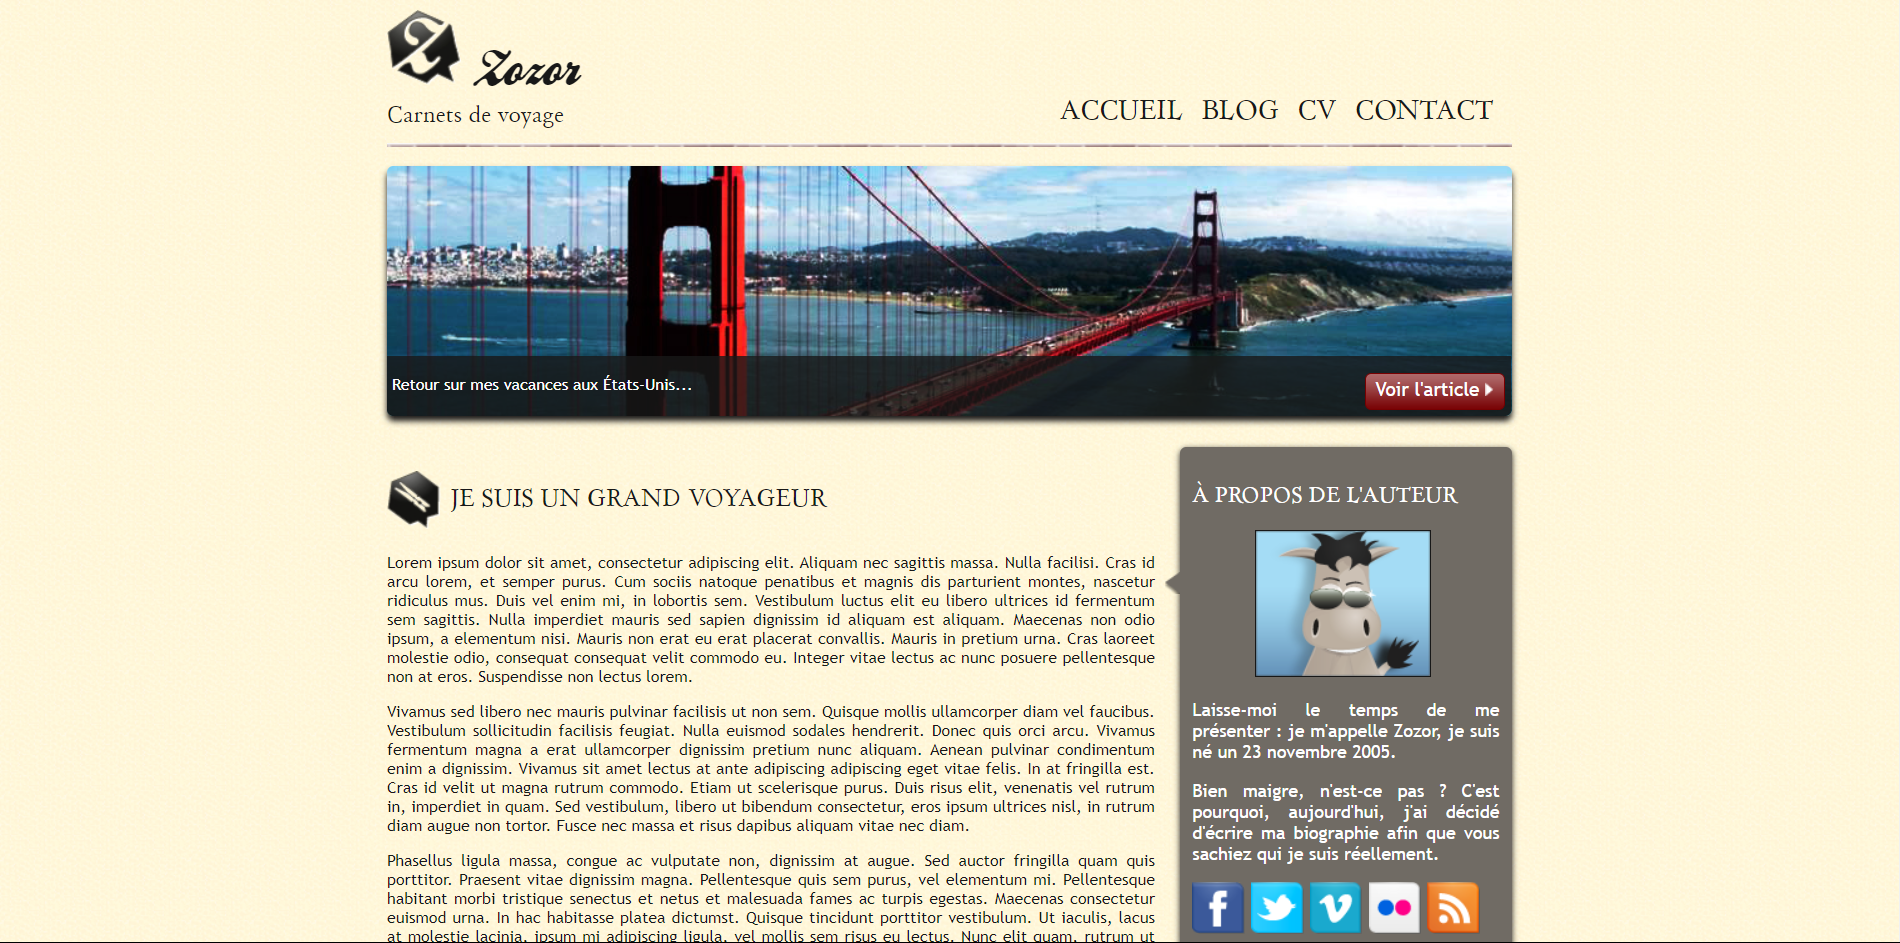 Zozor
Carnets de voyage
ACCUEIL BLOG CV CONTACT
Retour sur mes vacances aux États-Unis...
Voir l'article
JE SUIS UN GRAND VOYAGEUR
Lorem ipsum dolor sit amet, consectetur adipiscing elit. Aliquam nec sagittis massa. Nulla facilisi. Cras id
arcu lorem, et semper purus. Cum sociis natoque penatibus et magnis dis parturient montes, nascetur
ridiculus mus. Duis vel enim mi, in lobortis sem. Vestibulum luctus elit eu libero ultrices id fermentum
sem sagittis. Nulla imperdiet mauris sed sapien dignissim id aliquam est aliquam. Maecenas non odio
ipsum, a elementum nisi. Mauris non erat eu erat placerat convallis. Mauris in pretium urna. Cras laoreet
molestie odio, consequat consequat velit commodo eu. Integer vitae lectus ac nunc posuere pellentesque
non at eros. Suspendisse non lectus lorem.
Vivamus sed libero nec mauris pulvinar facilisis ut non sem. Quisque mollis ullamcorper diam vel faucibus.
Vestibulum sollicitudin facilisis feugiat. Nulla euismod sodales hendrerit. Donec quis orci arcu. Vivamus
fermentum magna a erat ullamcorper dignissim pretium nunc aliquam. Aenean pulvinar condimentum
enim a dignissim. Vivamus sit amet lectus at ante adipiscing adipiscing eget vitae felis. In at fringilla est.
Cras id velit ut magna rutrum commodo. Etiam ut scelerisque purus. Duis risus elit, venenatis vel rutrum
in, imperdiet in quam. Sed vestibulum, libero ut bibendum consectetur, eros ipsum ultrices nisl, in rutrum
diam augue non tortor. Fusce nec massa et risus dapibus aliquam vitae nec diam.
Phasellus ligula massa, congue ac vulputate non, dignissim at augue. Sed auctor fringilla quam quis
porttitor. Praesent vitae dignissim magna. Pellentesque quis sem purus, vel elementum mi. Pellentesque
habitant morbi tristique senectus et netus et malesuada fames ac turpis egestas. Maecenas consectetur
euismod urna. In hac habitasse platea dictumst. Quisque tincidunt porttitor vestibulum. Ut iaculis, lacus
at molestie lacinia, ipsum mi adipiscing ligula, vel mollis sem risus eu lectus. Nunc elit quam, rutrum ut
À PROPOS DE L'AUTEUR
Laisse-moi le temps de me
présenter : je m'appelle Zozor, je suis
né un 23 novembre 2005.
Bien maigre, n'est-ce pas ? C'est
pourquoi, aujourd'hui, j'ai décidé
d'écrire ma biographie afin que vous
sachiez qui je suis réellement.